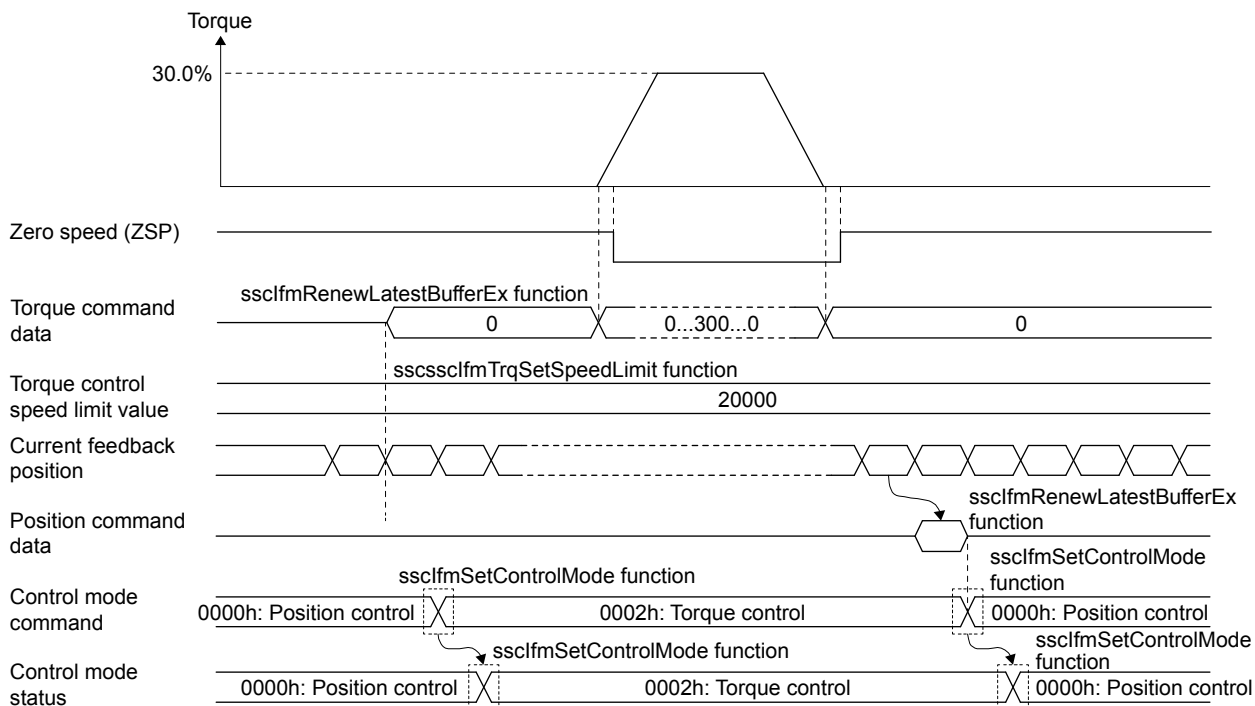 Torque
30.0%
Zero speed (ZSP)
sscIfmRenewLatestBufferEx function
Torque command
data
0
0...300...0
0
scsscIfmTrqSetSpeedLimit function
Torque control
speed limit value
20000
Current feedback
position
sscIfmRenewLatestBufferEx
function
Position command
data
sscIfmSetControlMode function
sscIfmSetControlMode
function
Control mode
command
0000h: Position control
0002h: Torque control
0000h: Position control
sscIfmSetControlMode function
sscIfmSetControlMode
function
Control mode
status
0000h: Position control
0002h: Torque control
0000h: Position control